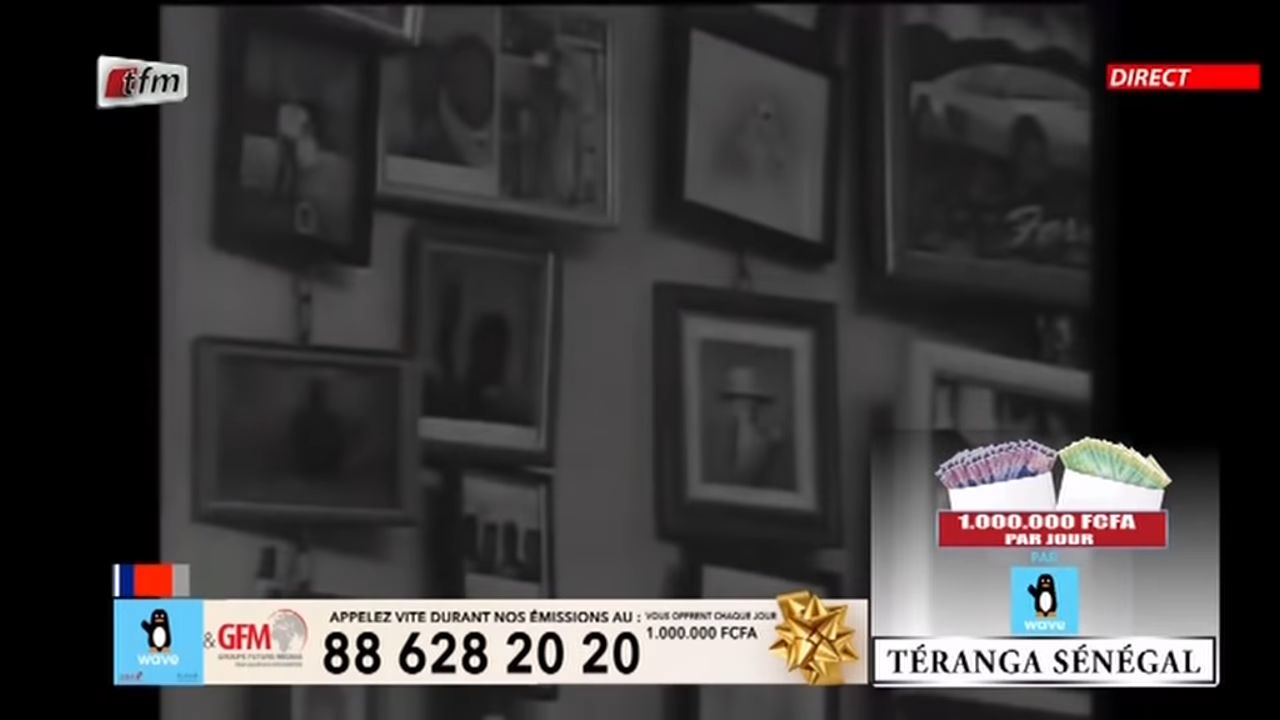 tfm
DIRECT
1.000.000 FCFA
PAR JOUR
PAR
wave
TÉRANGA SÉNÉGAL
wave
& GFM
GROUPE FUTURS MEDIAS
APPELEZ VITE DURANT NOS ÉMISSIONS AU :
88 628 20 20
VOUS OFFRENT CHAQUE JOUR
1.000.000 FCFA